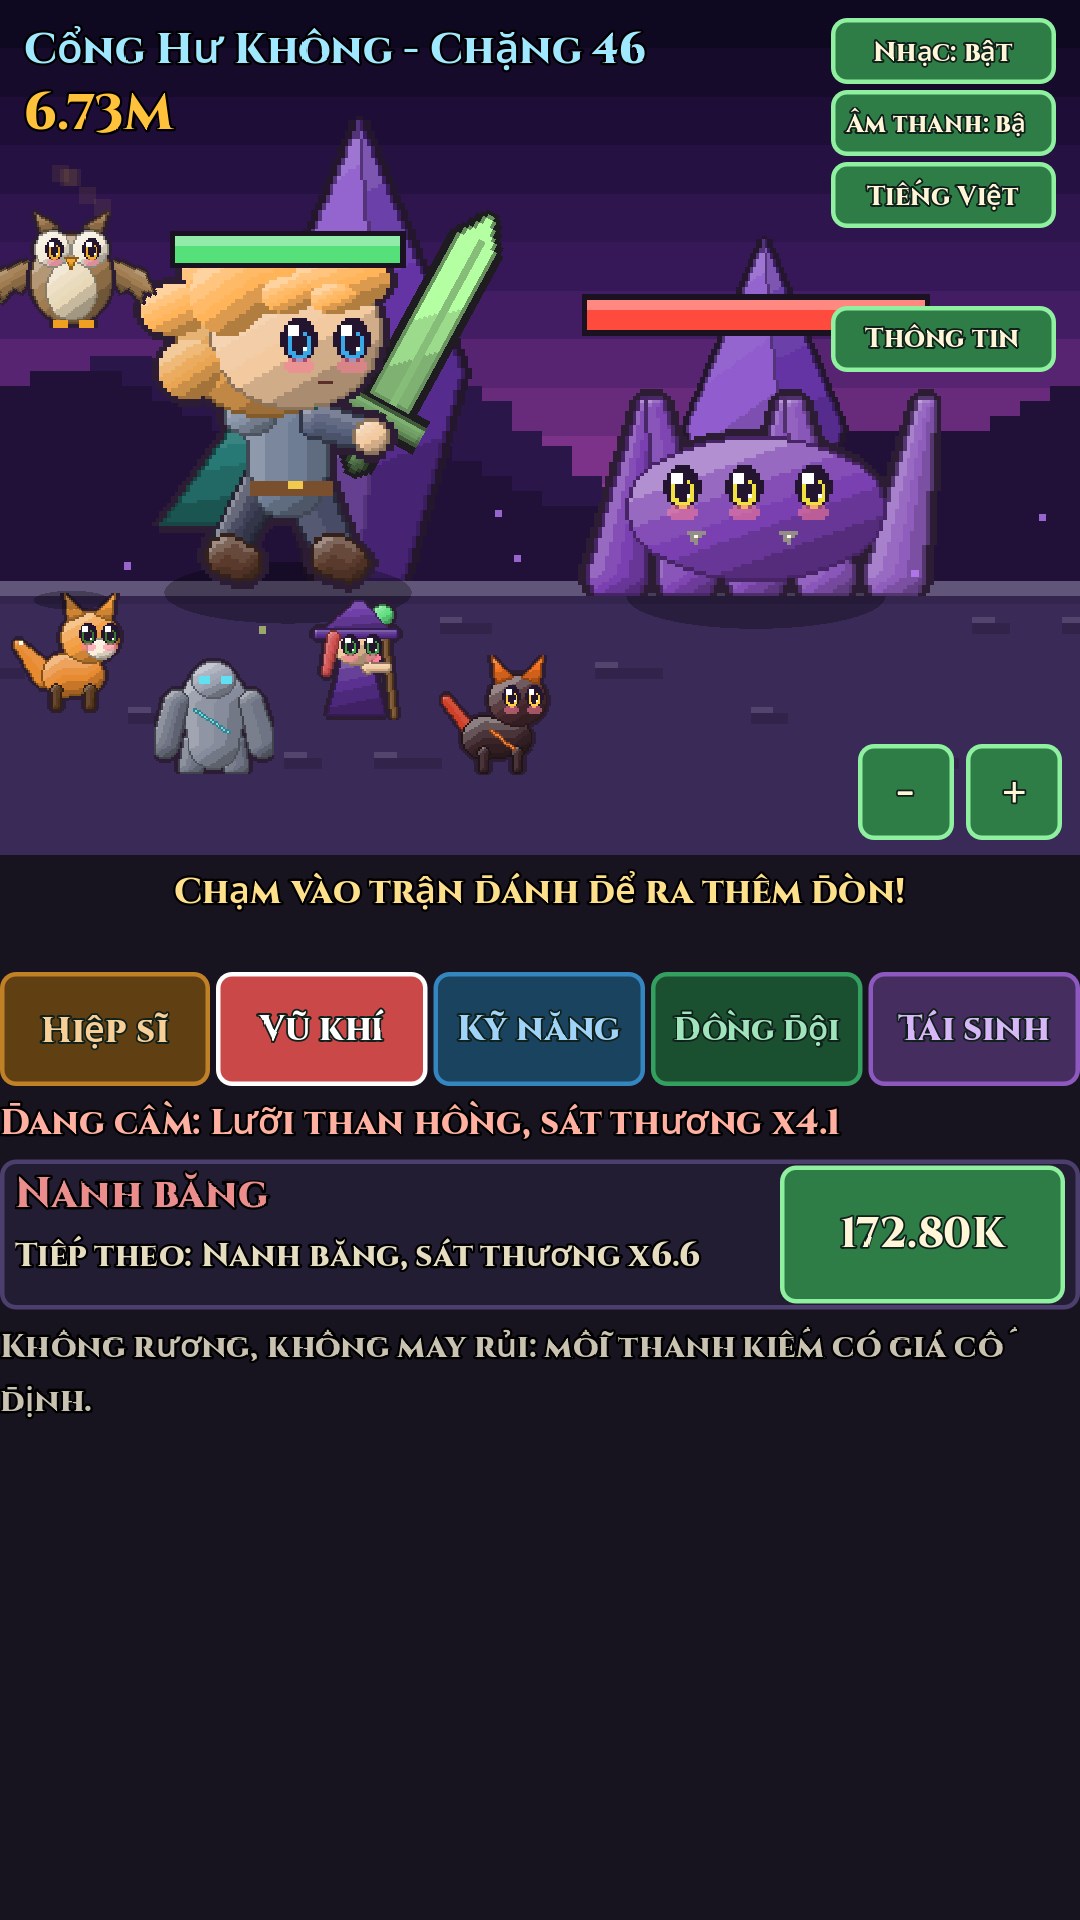 Cổng Hư Không - Chặng 46
6.73M
Nhạc: bật
Âm thanh: bậ
Tiếng Việt
Thông tin
-
+
Chạm vào trận đánh để ra thêm đòn!
Hiệp sĩ
Vũ khí
Kỹ năng
Đồng đội
Tái sinh
Đang cầm: Lưỡi than hồng, sát thương x4.1
Nanh băng
Tiếp theo: Nanh băng, sát thương x6.6
172.80K
Không rương, không may rủi: mỗi thanh kiếm có giá cố
định.